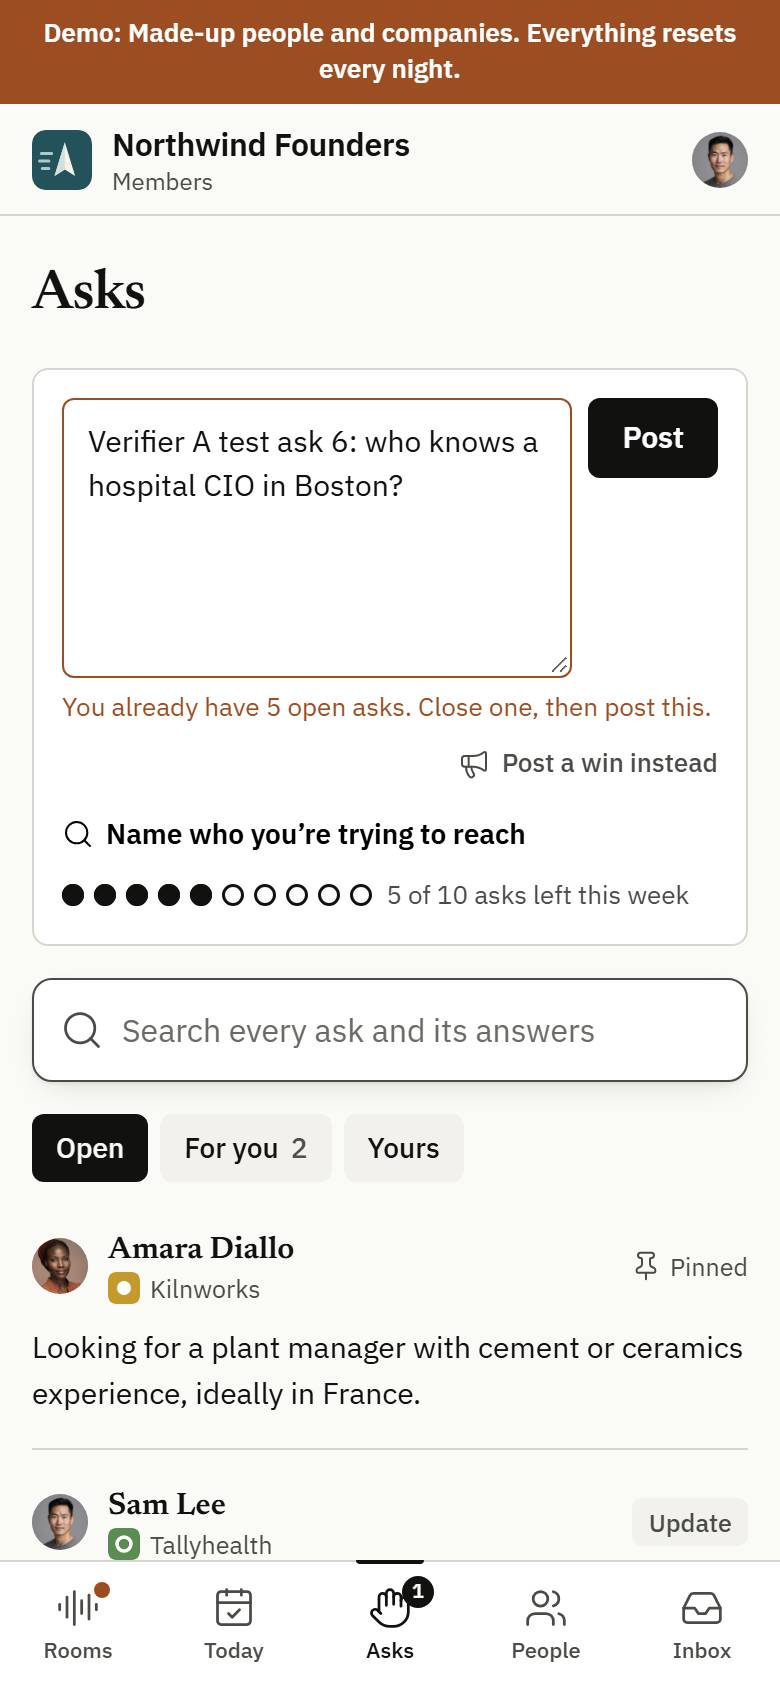 Demo: Made-up people and companies. Everything resets
every night.
Northwind Founders
Members
Asks
Verifier A test ask 6: who knows a
hospital CIO in Boston?
Post
You already have 5 open asks. Close one, then post this.
Post a win instead
Name who you’re trying to reach
5 of 10 asks left this week
Search every ask and its answers
Open
For you 2
Yours
Amara Diallo
Kilnworks
Pinned
Looking for a plant manager with cement or ceramics
experience, ideally in France.
Sam Lee
Tallyhealth
Update
1
Rooms
Today
Asks
People
Inbox